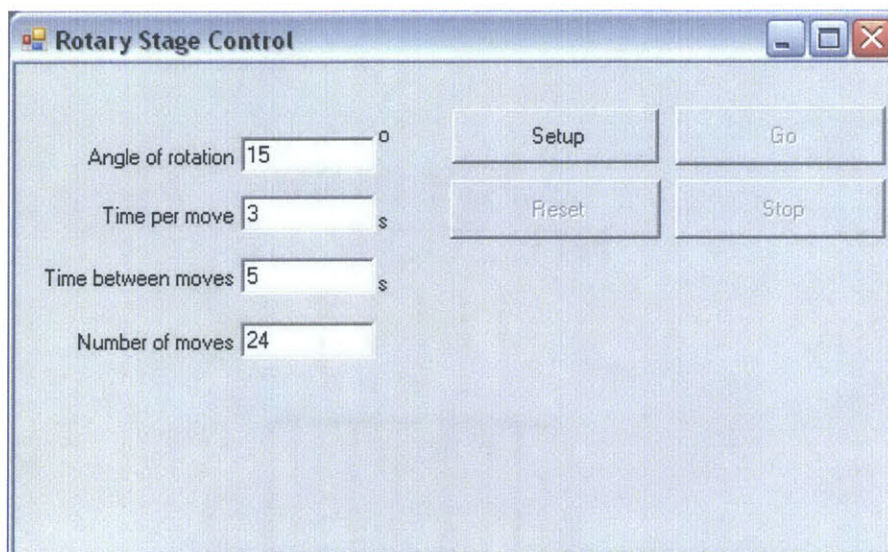 Rotary Stage Control
Angle of rotation 15 o
Time per move 3 s
Time between moves 5 s
Number of moves 24
Setup Go
Reset Stop